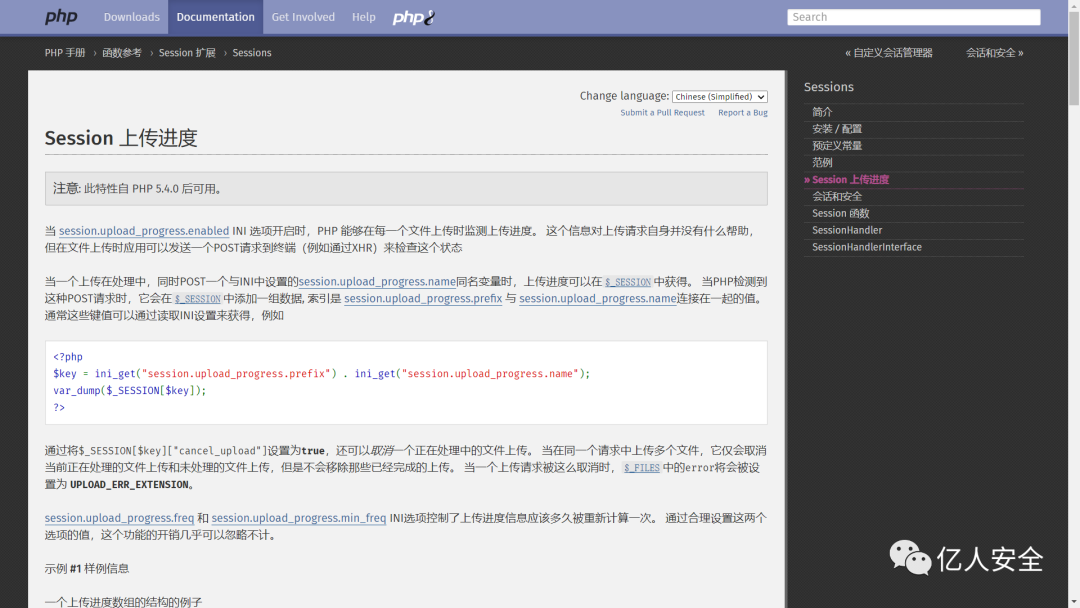 php Downloads Documentation Get Involved Help php8 Search
PHP 手册 › 函数参考 › Session 扩展 › Sessions « 自定义会话管理器 会话和安全 »
Change language: Chinese (Simplified)
Submit a Pull Request Report a Bug
Session 上传进度
注意: 此特性自 PHP 5.4.0 后可用。
当 session.upload_progress.enabled INI 选项开启时，PHP 能够在每一个文件上传时监测上传进度。 这个信息对上传请求自身并没有什么帮助，
但在文件上传时应用可以发送一个POST请求到终端（例如通过XHR）来检查这个状态
当一个上传在处理中，同时POST一个与INI中设置的session.upload_progress.name同名变量时，上传进度可以在 $_SESSION 中获得。 当PHP检测到
这种POST请求时，它会在 $_SESSION 中添加一组数据, 索引是 session.upload_progress.prefix 与 session.upload_progress.name连接在一起的值。
通常这些键值可以通过读取INI设置来获得，例如
<?php
$key = ini_get("session.upload_progress.prefix") . ini_get("session.upload_progress.name");
var_dump($_SESSION[$key]);
?>
通过将$_SESSION[$key]["cancel_upload"]设置为true，还可以取消一个正在处理中的文件上传。 当在同一个请求中上传多个文件，它仅会取消
当前正在处理的文件上传和未处理的文件上传，但是不会移除那些已经完成的上传。 当一个上传请求被这么取消时， $_FILES 中的error将会被设
置为 UPLOAD_ERR_EXTENSION。
session.upload_progress.freq 和 session.upload_progress.min_freq INI选项控制了上传进度信息应该多久被重新计算一次。 通过合理设置这两个
选项的值，这个功能的开销几乎可以忽略不计。
示例 #1 样例信息
一个上传进度数组的结构的例子
Sessions
简介
安装 / 配置
预定义常量
范例
» Session 上传进度
会话和安全
Session 函数
SessionHandler
SessionHandlerInterface
亿人安全